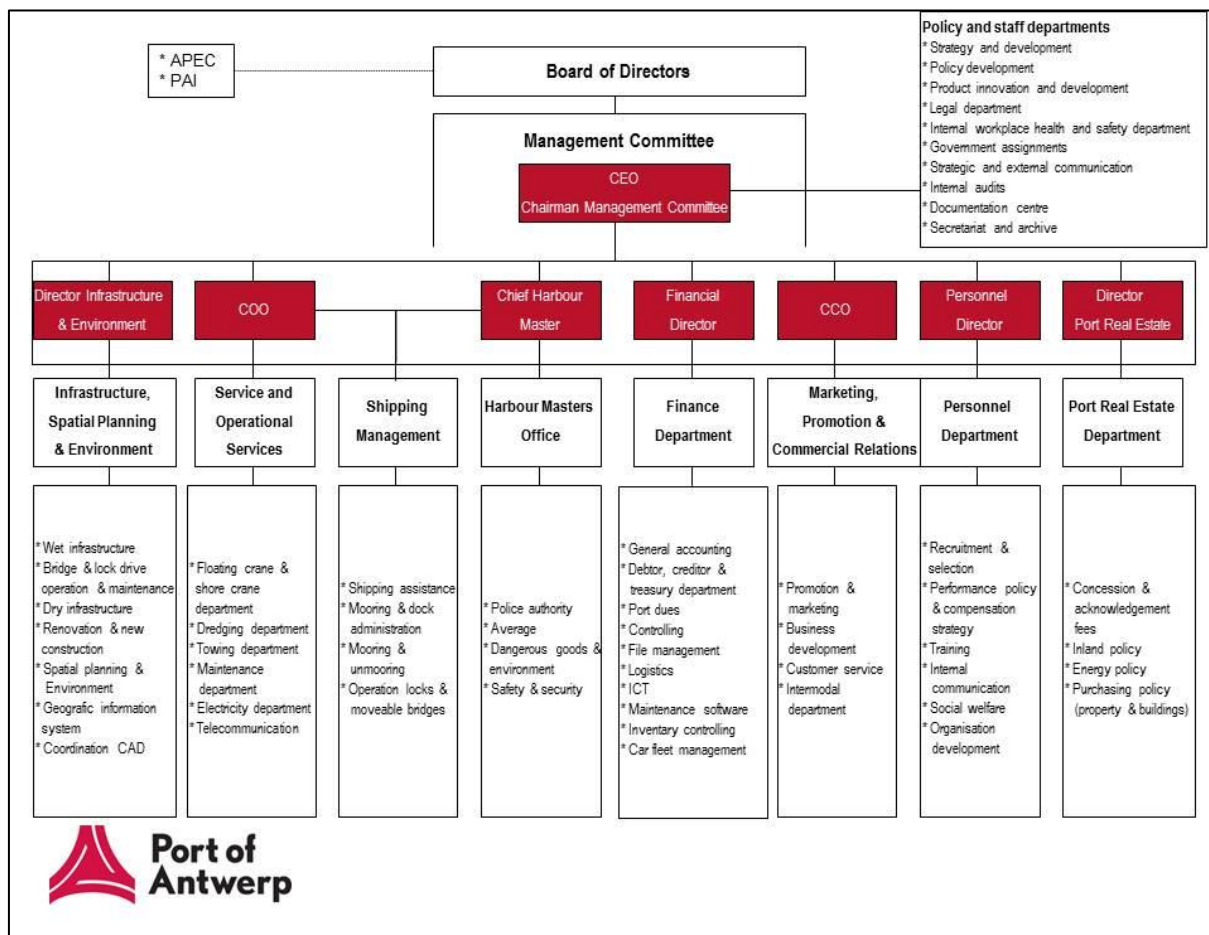 * APEC
* PAI
Board of Directors
Policy and staff departments
* Strategy and development
* Policy development
* Product innovation and development
* Legal department
* Internal workplace health and safety department
* Government assignments
* Strategic and external communication
* Internal audits
* Documentation centre
* Secretariat and archive
Management Committee
CEO
Chairman Management Committee
Director Infrastructure
& Environment
COO
Chief Harbour
Master
Financial
Director
CCO
Personnel
Director
Director
Port Real Estate
Infrastructure,
Spatial Planning
& Environment
Service and
Operational
Services
Shipping
Management
Harbour Masters
Office
Finance
Department
Marketing,
Promotion &
Commercial Relations
Personnel
Department
Port Real Estate
Department
* Wet infrastructure
* Bridge & lock drive
operation & maintenance
* Dry infrastructure
* Renovation & new
construction
* Spatial planning &
Environment
* Geografic information
system
* Coordination CAD
* Floating crane &
shore crane
department
* Dredging department
* Towing department
* Maintenance
department
* Electricity department
* Telecommunication
* Shipping assistance
* Mooring & dock
administration
* Mooring &
unmooring
* Operation locks &
moveable bridges
* Police authority
* Average
* Dangerous goods &
environment
* Safety & security
* General accounting
* Debtor, creditor &
treasury department
* Port dues
* Controlling
* File management
* Logistics
* ICT
* Maintenance software
* Inventory controlling
* Car fleet management
* Promotion &
marketing
* Business
development
* Customer service
* Intermodal
department
* Recruitment &
selection
* Performance policy
& compensation
strategy
* Training
* Internal
communication
* Social welfare
* Organisation
development
* Concession &
acknowledgement
fees
* Inland policy
* Energy policy
* Purchasing policy
(property & buildings)
Port of
Antwerp